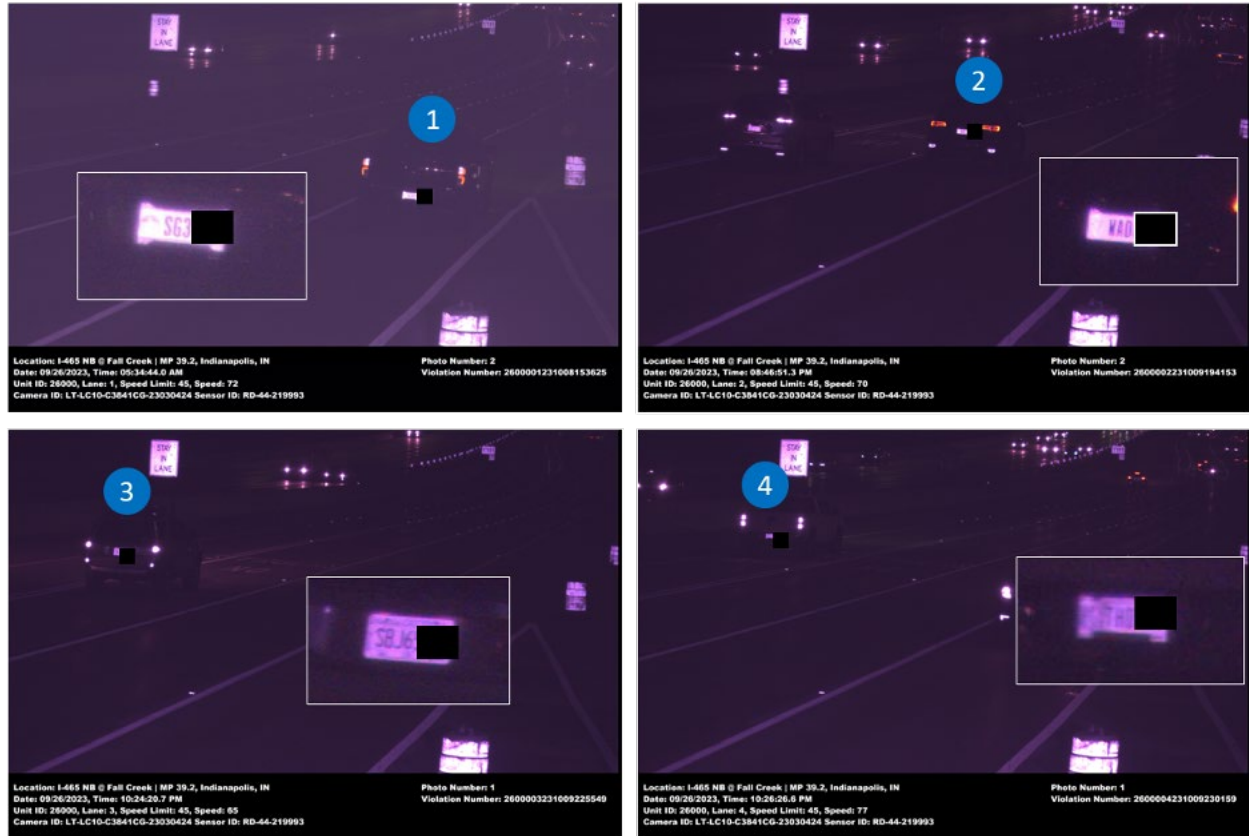 STAY
IN
LANE
1
SG3
Location: I-465 NB @ Fall Creek | MP 39.2, Indianapolis, IN
Date: 09/26/2023, Time: 05:34:44.0 AM
Unit ID: 26000, Lane: 1, Speed Limit: 45, Speed: 72
Camera ID: LT-LC10-C3841CG-23030424 Sensor ID: RD-44-219993
Photo Number: 2
Violation Number: 2600001231008153625
STAY
IN
LANE
2
WAD
Location: I-465 NB @ Fall Creek | MP 39.2, Indianapolis, IN
Date: 09/26/2023, Time: 08:46:51.3 PM
Unit ID: 26000, Lane: 2, Speed Limit: 45, Speed: 70
Camera ID: LT-LC10-C3841CG-23030424 Sensor ID: RD-44-219993
Photo Number: 2
Violation Number: 2600002231009194153
STAY
IN
LANE
3
SBJ6
Location: I-465 NB @ Fall Creek | MP 39.2, Indianapolis, IN
Date: 09/26/2023, Time: 10:24:20.7 PM
Unit ID: 26000, Lane: 3, Speed Limit: 45, Speed: 65
Camera ID: LT-LC10-C3841CG-23030424 Sensor ID: RD-44-219993
Photo Number: 1
Violation Number: 2600003231009225549
STAY
IN
LANE
4
Location: I-465 NB @ Fall Creek | MP 39.2, Indianapolis, IN
Date: 09/26/2023, Time: 10:26:26.6 PM
Unit ID: 26000, Lane: 4, Speed Limit: 45, Speed: 77
Camera ID: LT-LC10-C3841CG-23030424 Sensor ID: RD-44-219993
Photo Number: 1
Violation Number: 2600004231009230159